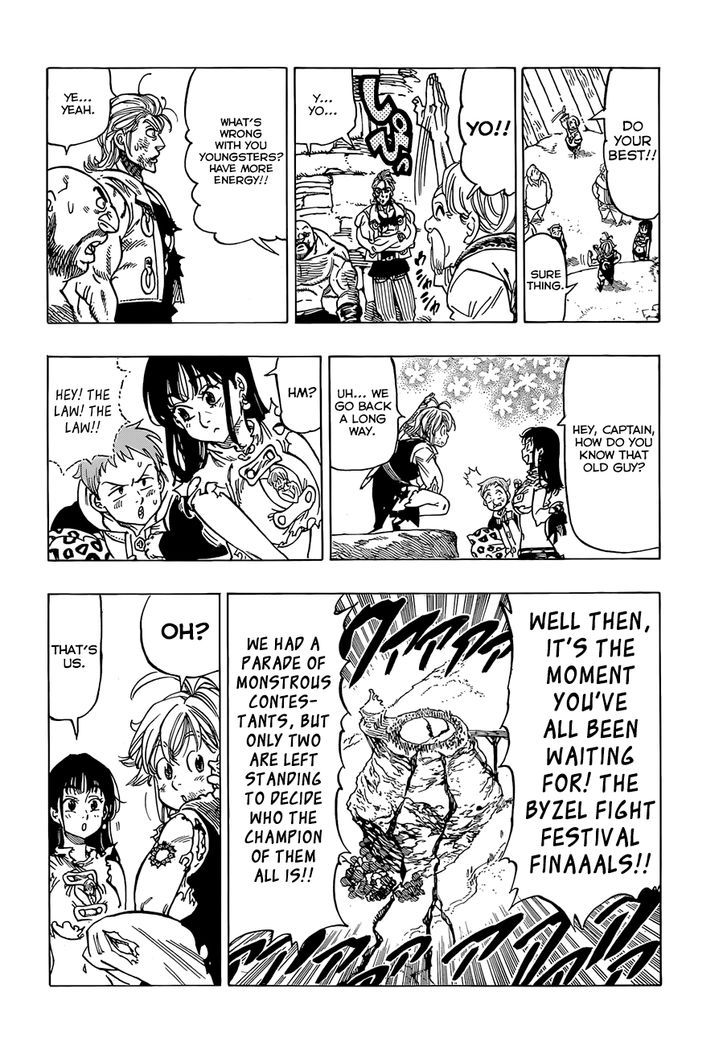 DO
YOUR
BEST!!
SURE
THING.
YO!!
Y...
YO...
WHAT'S
WRONG
WITH YOU
YOUNGSTERS?
HAVE MORE
ENERGY!!
YE...
YEAH.
HEY, CAPTAIN,
HOW DO YOU
KNOW THAT
OLD GUY?
UH... WE
GO BACK
A LONG
WAY.
HM?
HEY! THE
LAW! THE
LAW!!
WELL THEN,
IT'S THE
MOMENT
YOU'VE
ALL BEEN
WAITING
FOR! THE
BYZEL FIGHT
FESTIVAL
FINAAALS!!
WE HAD A
PARADE OF
MONSTROUS
CONTES-
TANTS, BUT
ONLY TWO
ARE LEFT
STANDING
TO DECIDE
WHO THE
CHAMPION
OF THEM
ALL IS!!
OH?
THAT'S
US.